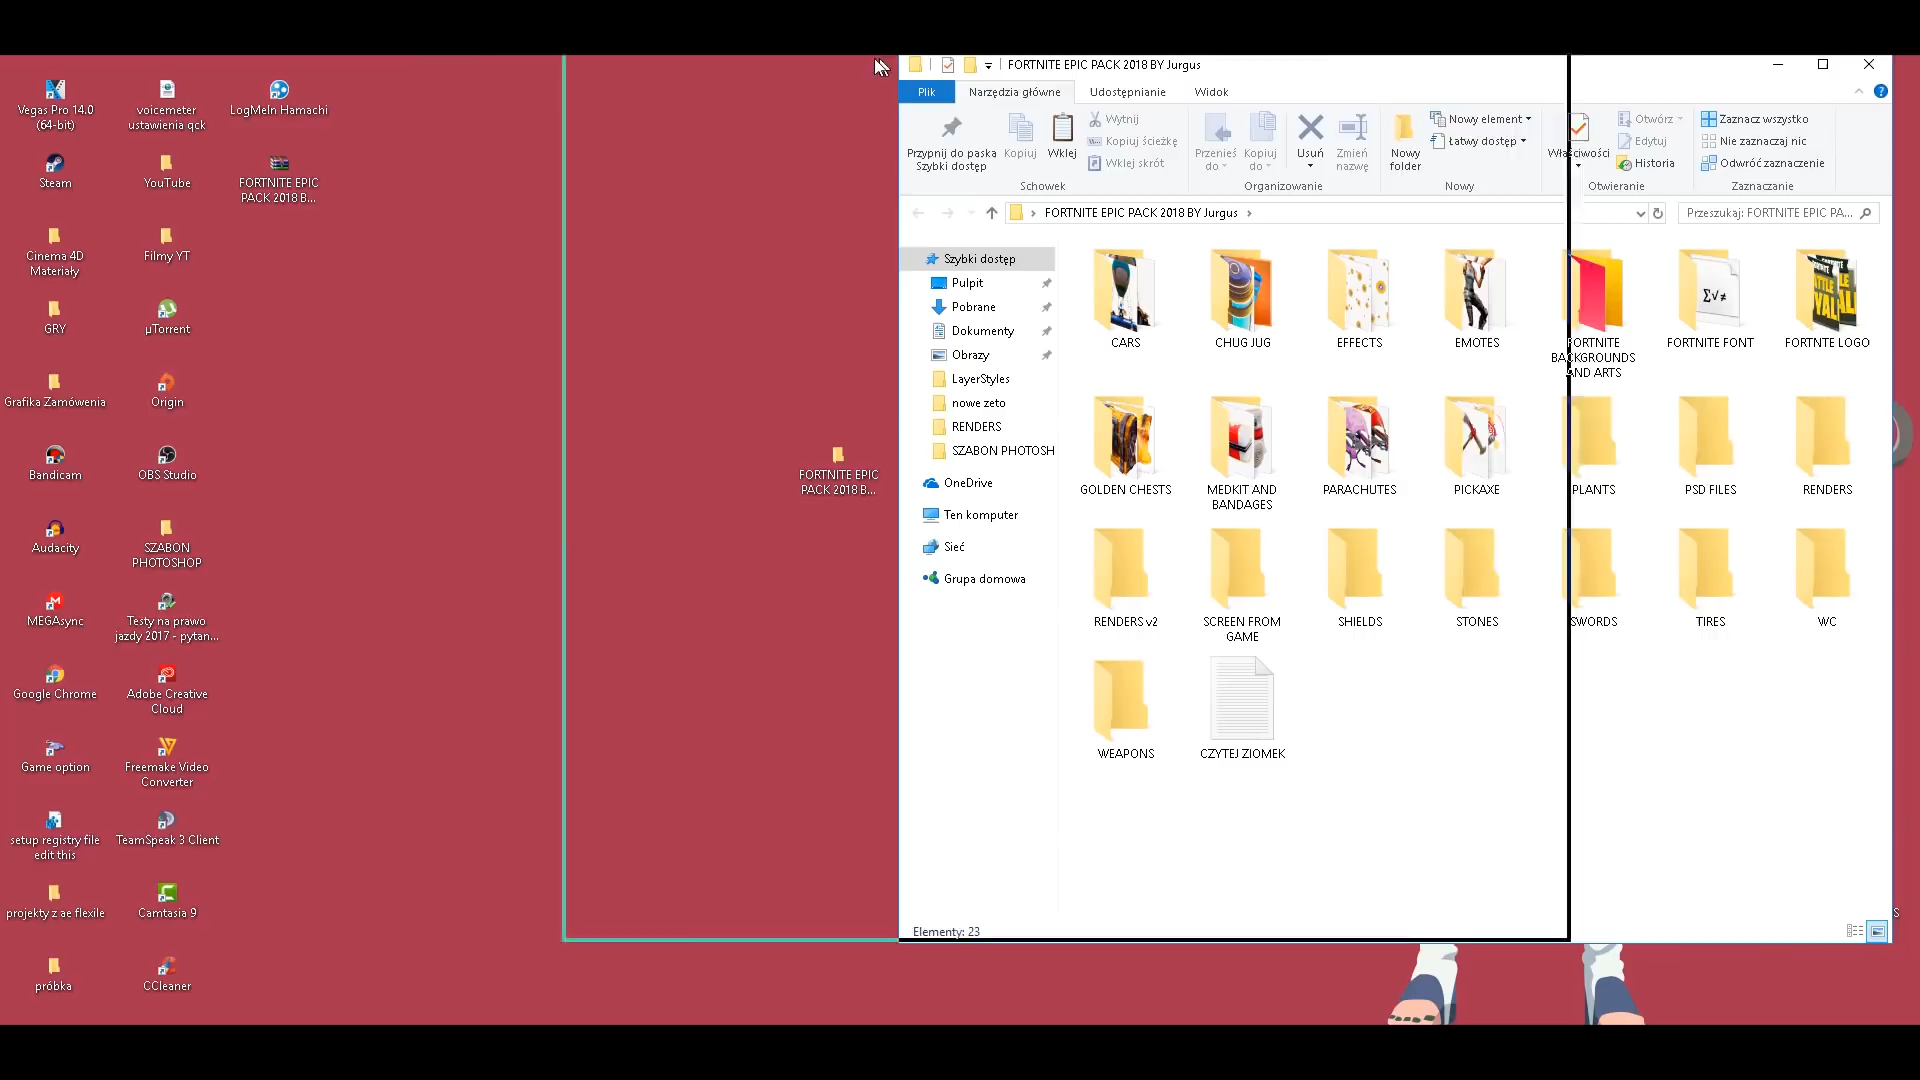 Vegas Pro 14.0
(64-bit)
voicemeter
ustawienia qck
LogMeIn Hamachi
Steam
YouTube
FORTNITE EPIC
PACK 2018 B...
Cinema 4D
Materiały
Filmy YT
GRY
µTorrent
Grafika Zamówenia
Origin
Bandicam
OBS Studio
FORTNITE EPIC
PACK 2018 B...
Audacity
SZABON
PHOTOSHOP
MEGAsync
Testy na prawo
jazdy 2017 - pytan...
Google Chrome
Adobe Creative
Cloud
Game option
Freemake Video
Converter
setup registry file
edit this
TeamSpeak 3 Client
projekty z ae flexile
Camtasia 9
próbka
CCleaner
FORTNITE EPIC PACK 2018 BY Jurgus
Plik
Narzędzia główne
Udostępnianie
Widok
Przypnij do paska
Szybki dostęp
Kopiuj
Wklej
Wytnij
Kopiuj ścieżkę
Wklej skrót
Schowek
Przenieś
do
Kopiuj
do
Usuń
Zmień
nazwę
Organizowanie
Nowy
folder
Nowy element
Łatwy dostęp
Nowy
Właściwości
Otwórz
Edytuj
Historia
Otwieranie
Zaznacz wszystko
Nie zaznaczaj nic
Odwróć zaznaczenie
Zaznaczanie
FORTNITE EPIC PACK 2018 BY Jurgus
Przeszukaj: FORTNITE EPIC PA...
Szybki dostęp
Pulpit
Pobrane
Dokumenty
Obrazy
LayerStyles
nowe zeto
RENDERS
SZABON PHOTOSH
OneDrive
Ten komputer
Sieć
Grupa domowa
CARS
CHUG JUG
EFFECTS
EMOTES
FORTNITE
BACKGROUNDS
AND ARTS
FORTNITE FONT
FORTNTE LOGO
GOLDEN CHESTS
MEDKIT AND
BANDAGES
PARACHUTES
PICKAXE
PLANTS
PSD FILES
RENDERS
RENDERS v2
SCREEN FROM
GAME
SHIELDS
STONES
SWORDS
TIRES
WC
WEAPONS
CZYTEJ ZIOMEK
Elementy: 23